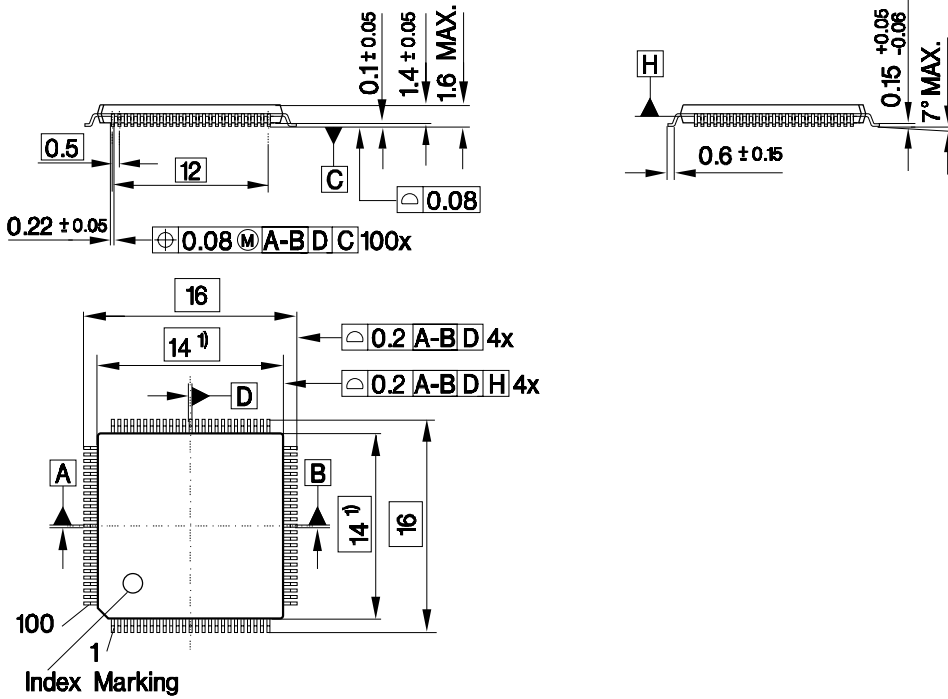 0.1 ± 0.05
1.4 ± 0.05
1.6 MAX.
H
0.15 +0.05 -0.06
7° MAX.
0.5
12
C
0.08
0.6 ± 0.15
0.22 ± 0.05
0.08 Ⓜ A-B D C 100x
16
0.2 A-B D 4x
14 1)
0.2 A-B D H 4x
D
A
B
14 1)
16
100
1
Index Marking